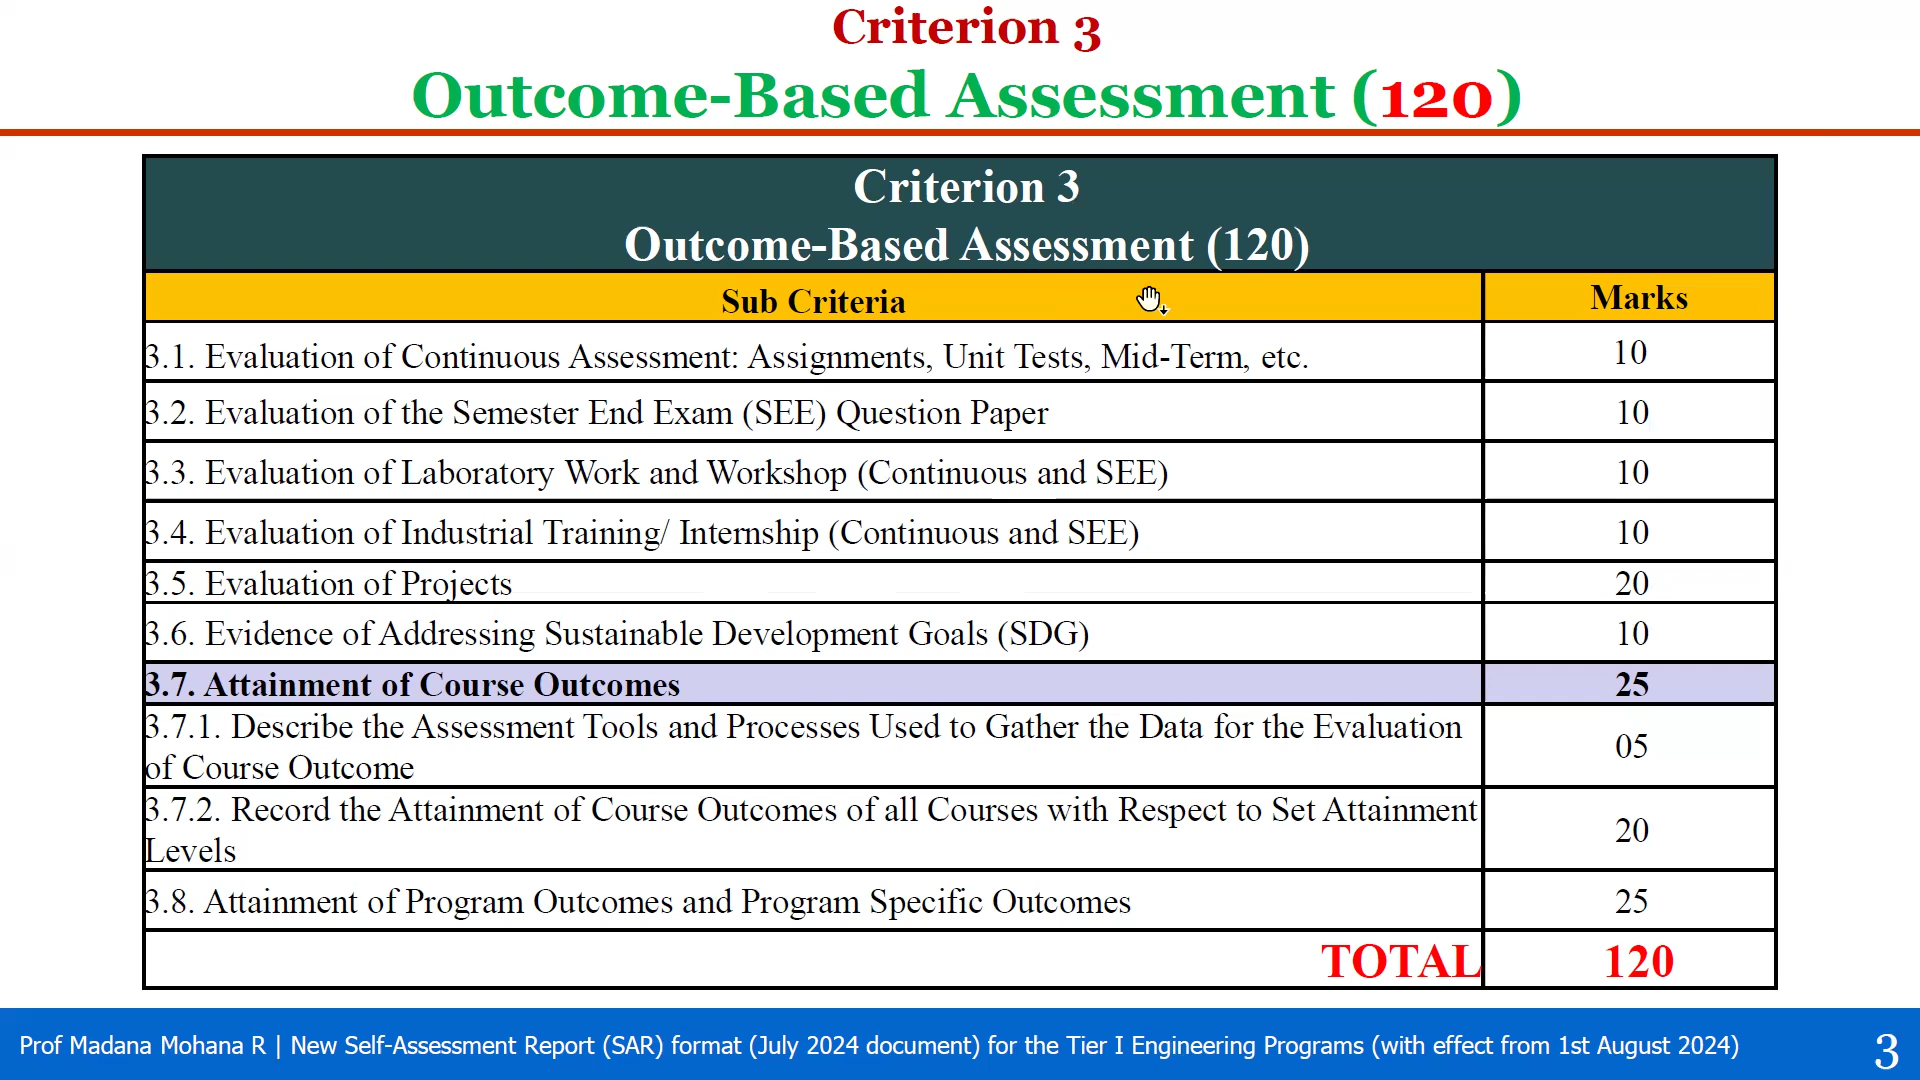 Criterion 3
Outcome-Based Assessment (120)
Criterion 3
Outcome-Based Assessment (120)
Sub Criteria Marks
3.1. Evaluation of Continuous Assessment: Assignments, Unit Tests, Mid-Term, etc. 10
3.2. Evaluation of the Semester End Exam (SEE) Question Paper 10
3.3. Evaluation of Laboratory Work and Workshop (Continuous and SEE) 10
3.4. Evaluation of Industrial Training/ Internship (Continuous and SEE) 10
3.5. Evaluation of Projects 20
3.6. Evidence of Addressing Sustainable Development Goals (SDG) 10
3.7. Attainment of Course Outcomes 25
3.7.1. Describe the Assessment Tools and Processes Used to Gather the Data for the Evaluation
of Course Outcome 05
3.7.2. Record the Attainment of Course Outcomes of all Courses with Respect to Set Attainment
Levels 20
3.8. Attainment of Program Outcomes and Program Specific Outcomes 25
TOTAL 120
Prof Madana Mohana R | New Self-Assessment Report (SAR) format (July 2024 document) for the Tier I Engineering Programs (with effect from 1st August 2024) 3